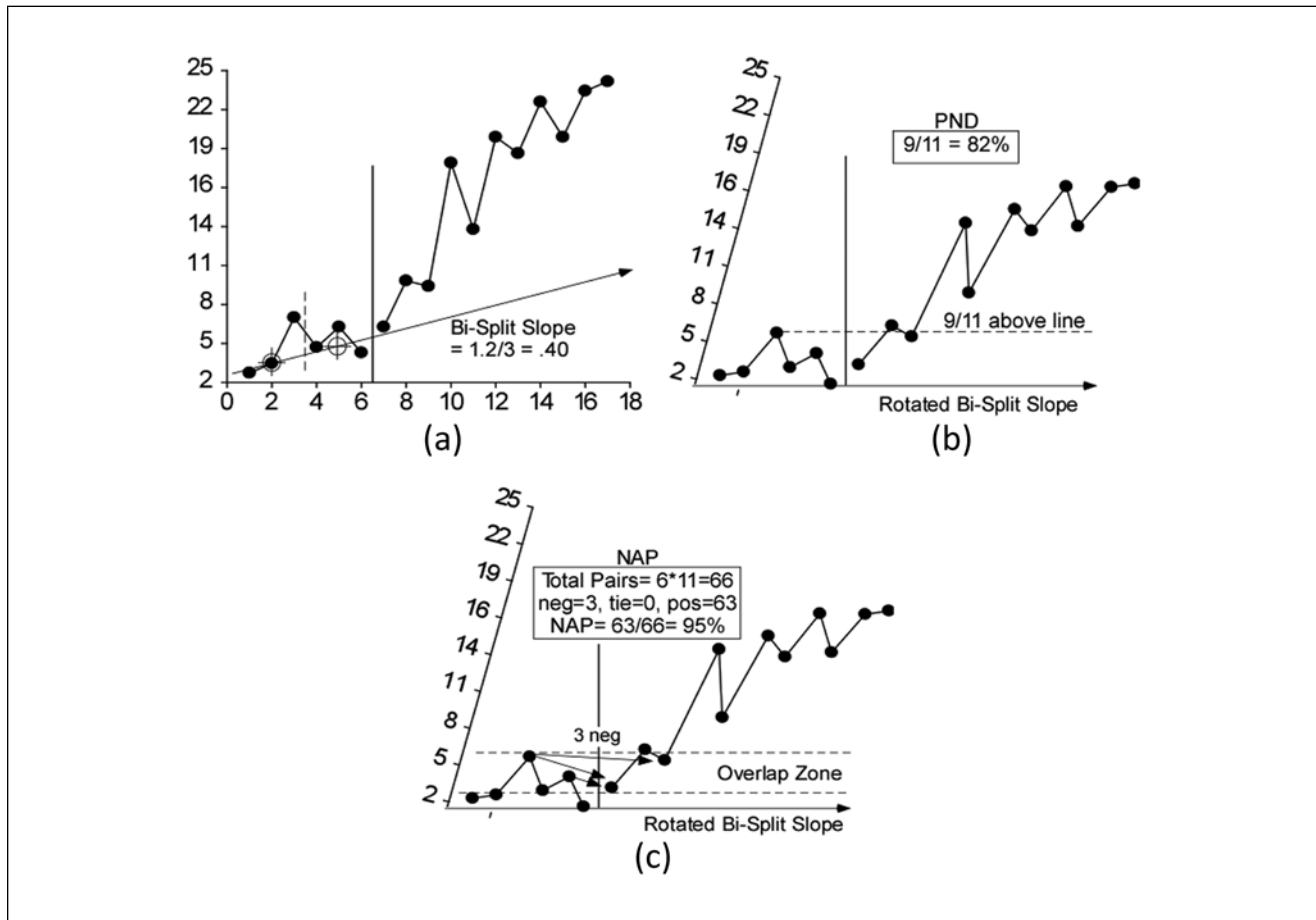 25
22
19
16
14
11
8
5
2
0 2 4 6 8 10 12 14 16 18
Bi-Split Slope
= 1.2/3 = .40
(a)
25
22
19
16
14
11
8
5
2
PND
9/11 = 82%
9/11 above line
Rotated Bi-Split Slope
(b)
25
22
19
16
14
11
8
5
2
NAP
Total Pairs= 6*11=66
neg=3, tie=0, pos=63
NAP= 63/66= 95%
3 neg
Overlap Zone
Rotated Bi-Split Slope
(c)